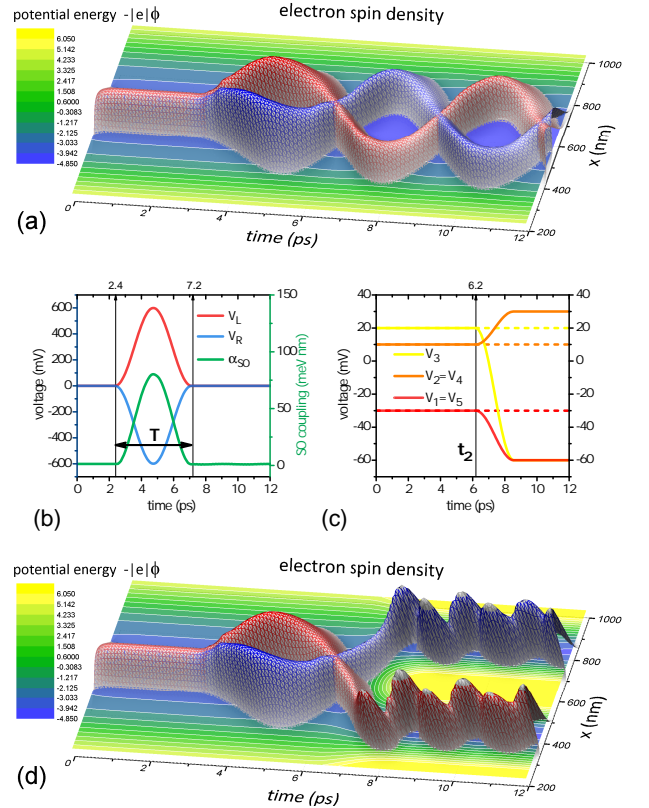 potential energy -|e|ϕ
electron spin density
6.050
5.142
4.233
3.325
2.417
1.508
0.6000
-0.3083
-1.217
-2.125
-3.033
-3.942
-4.850
1000
800
600
400
200
x (nm)
0
2
4
6
8
10
12
time (ps)
(a)
2.4
7.2
600
400
200
0
-200
-400
-600
voltage (mV)
150
100
50
0
SO coupling (meV nm)
V_L
V_R
α_SO
T
0 2 4 6 8 10 12
time (ps)
(b)
6.2
40
20
0
-20
-40
-60
voltage (mV)
40
20
0
-20
-40
-60
V_3
V_2=V_4
V_1=V_5
t_2
0 2 4 6 8 10 12
time (ps)
(c)
potential energy -|e|ϕ
electron spin density
6.050
5.142
4.233
3.325
2.417
1.508
0.6000
-0.3083
-1.217
-2.125
-3.033
-3.942
-4.850
1000
800
600
400
200
x (nm)
0
2
4
6
8
10
12
time (ps)
(d)